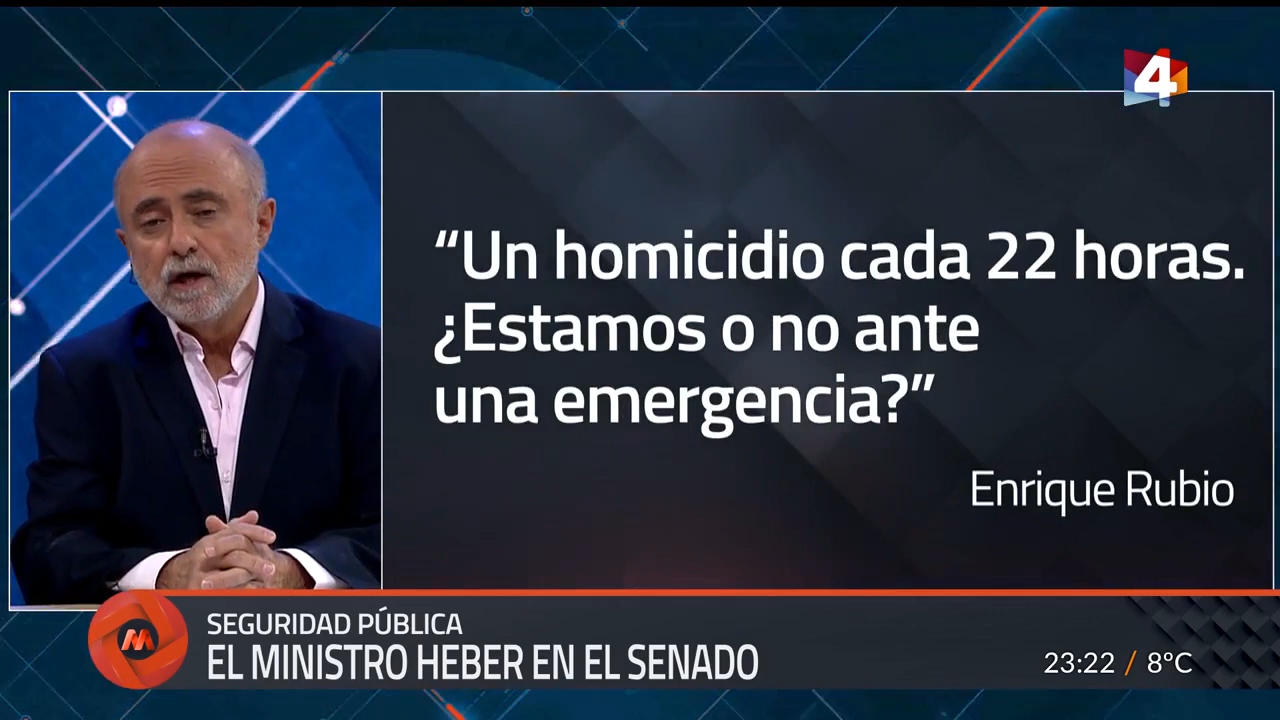 4
“Un homicidio cada 22 horas.
¿Estamos o no ante
una emergencia?”
Enrique Rubio
SEGURIDAD PÚBLICA
M
EL MINISTRO HEBER EN EL SENADO
23:22 / 8°C